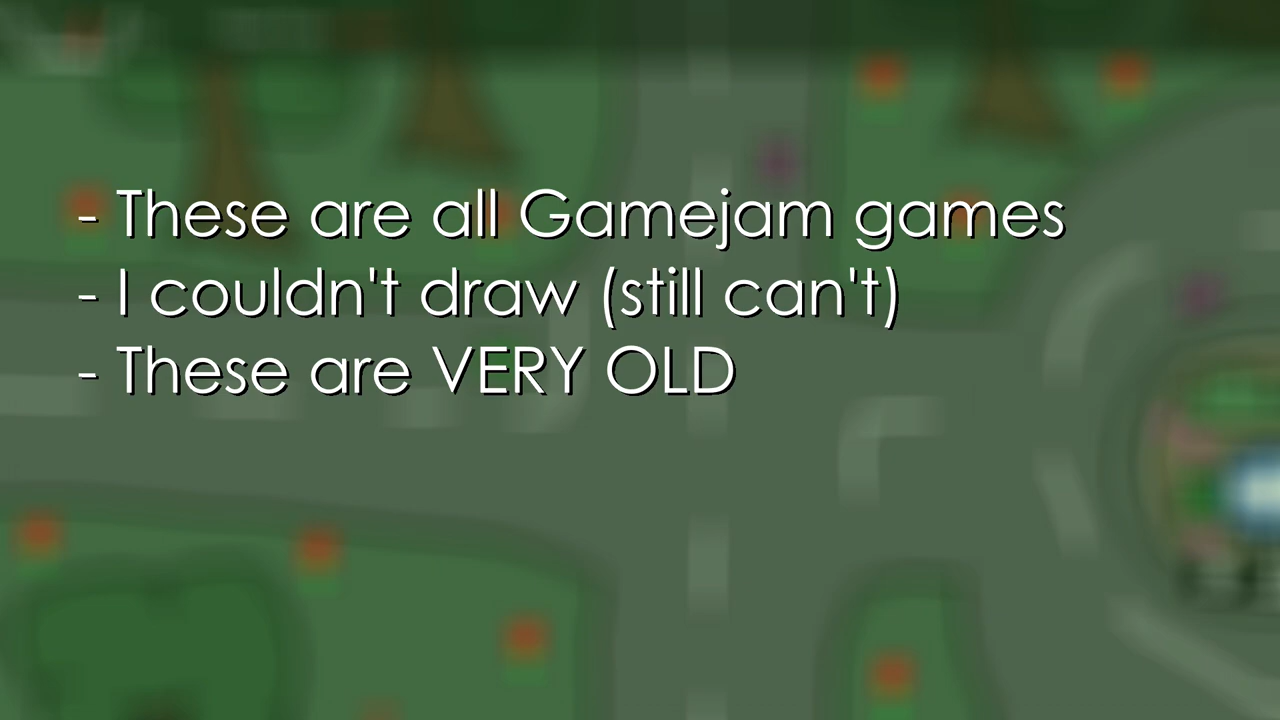 - These are all Gamejam games
- I couldn't draw (still can't)
- These are VERY OLD